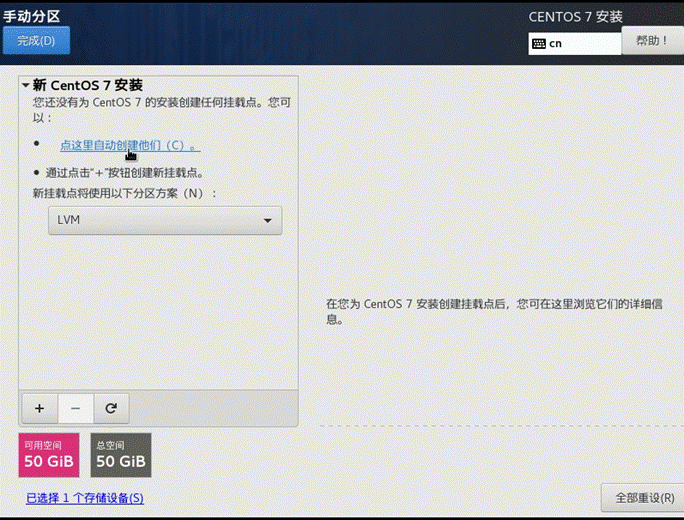 手动分区
CENTOS 7 安装
完成(D)
cn
帮助！
新 CentOS 7 安装
您还没有为 CentOS 7 的安装创建任何挂载点。您可
以：
点这里自动创建他们（C）。
通过点击“+”按钮创建新挂载点。
新挂载点将使用以下分区方案（N）：
LVM
在您为 CentOS 7 安装创建挂载点后，您可在这里浏览它们的详细信
息。
+ −
可用空间
50 GiB
总空间
50 GiB
已选择 1 个存储设备(S)
全部重设(R)